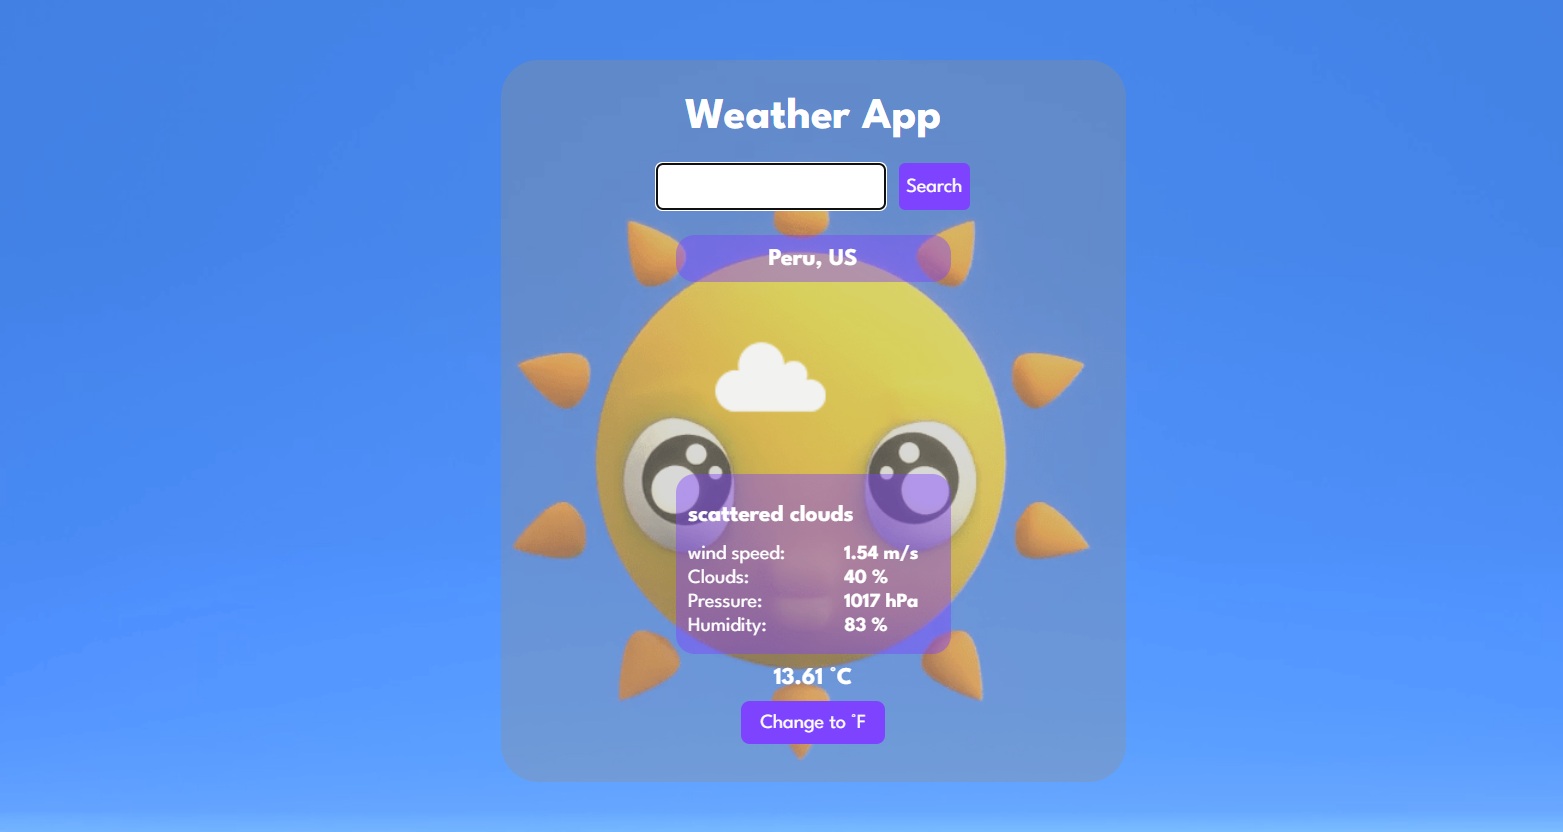 Weather App
Search
Peru, US
scattered clouds
wind speed: 1.54 m/s
Clouds: 40 %
Pressure: 1017 hPa
Humidity: 83 %
13.61 °C
Change to °F